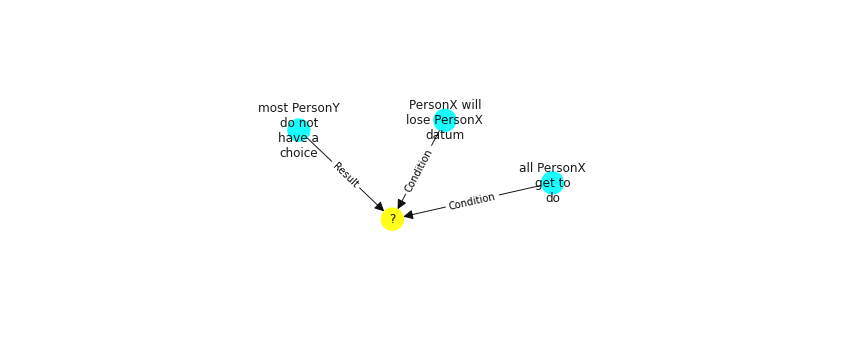 most PersonY
do not
have a
choice
PersonX will
lose PersonX
datum
all PersonX
get to
do
Result
Condition
Condition
?